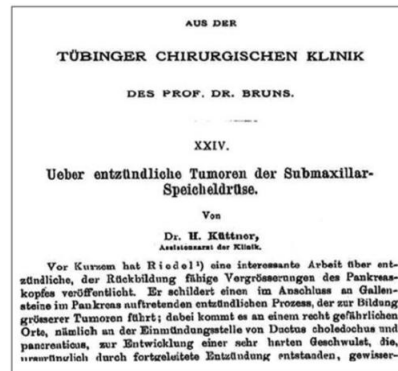 AUS DER
TÜBINGER CHIRURGISCHEN KLINIK
DES PROF. DR. BRUNS.
XXIV.
Ueber entzündliche Tumoren der Submaxillar-
Speicheldrüse.
Von
Dr. H. Küttner,
Assistenzarzt der Klinik.
Vor Kurzem hat Riedel¹) eine interessante Arbeit über ent-
zündliche, der Rückbildung fähige Vergrösserungen des Pankreas-
kopfes veröffentlicht. Er schildert einen im Anschluss an Gallen-
steine im Pankreas auftretenden entzündlichen Prozess, der zur Bildung
grösserer Tumoren führt; dabei kommt es an einem recht gefährlichen
Orte, nämlich an der Einmündungsstelle von Ductus choledochus und
pancreaticus, zur Entwicklung einer sehr harten Geschwulst, die,
ursprünglich durch fortgeleitete Entzündung entstanden, gewisser-